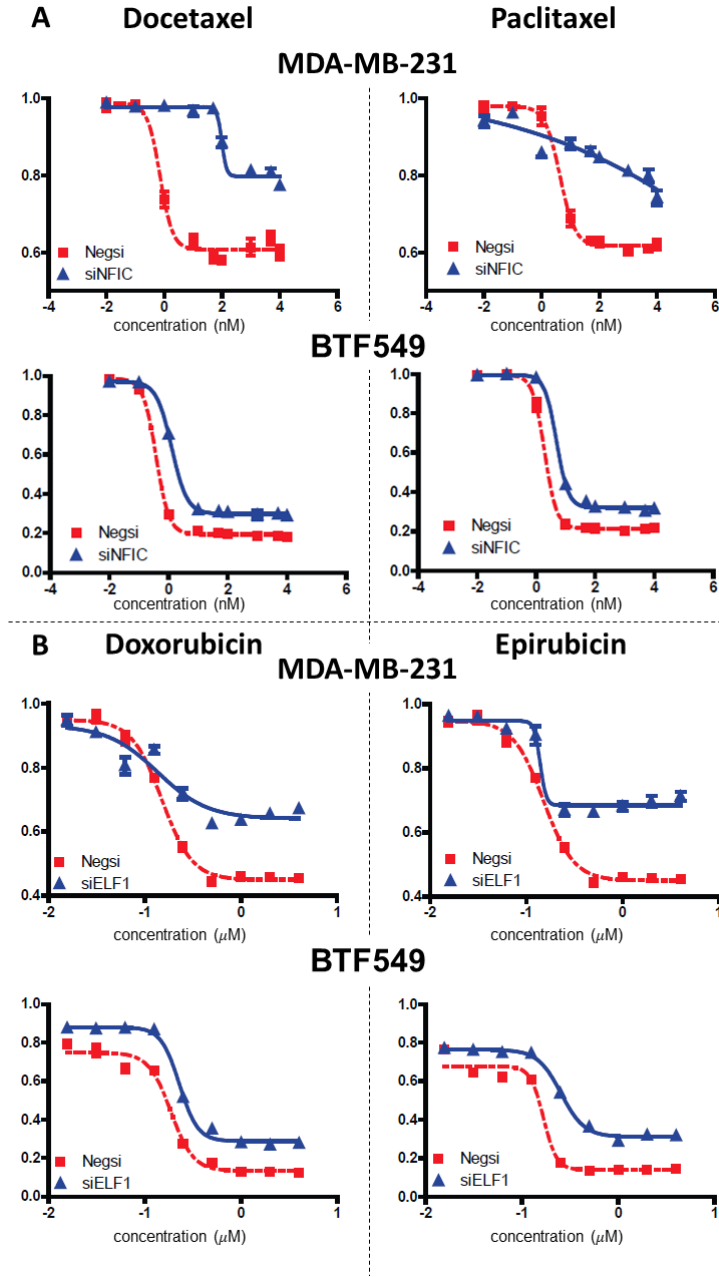 A Docetaxel Paclitaxel
MDA-MB-231
1.0 1.0
0.8 0.8
0.6 0.6
Negsi Negsi
siNFIC siNFIC
-4 -2 0 2 4 6 -4 -2 0 2 4 6
concentration (nM) concentration (nM)
BTF549
1.0 1.0
0.8 0.8
0.6 0.6
0.4 0.4
0.2 0.2
0.0 0.0
Negsi Negsi
siNFIC siNFIC
-4 -2 0 2 4 6 -4 -2 0 2 4 6
concentration (nM) concentration (nM)
B Doxorubicin Epirubicin
MDA-MB-231
1.0 1.0
0.8 0.8
0.6 0.6
0.4 0.4
Negsi Negsi
siELF1 siELF1
-2 -1 0 1 -2 -1 0 1
concentration (μM) concentration (μM)
BTF549
1.0 1.0
0.8 0.8
0.6 0.6
0.4 0.4
0.2 0.2
0.0 0.0
Negsi Negsi
siELF1 siELF1
-2 -1 0 1 -2 -1 0 1
concentration (μM) concentration (μM)